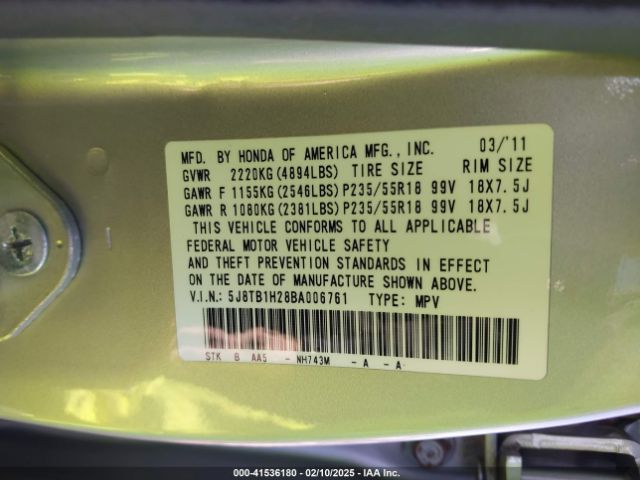 MFD. BY HONDA OF AMERICA MFG., INC. 03/'11
GVWR 2220KG(4894LBS) TIRE SIZE RIM SIZE
GAWR F 1155KG(2546LBS)P235/55R18 99V 18X7.5J
GAWR R 1080KG(2381LBS)P235/55R18 99V 18X7.5J
THIS VEHICLE CONFORMS TO ALL APPLICABLE
FEDERAL MOTOR VEHICLE SAFETY
AND THEFT PREVENTION STANDARDS IN EFFECT
ON THE DATE OF MANUFACTURE SHOWN ABOVE.
V.I.N.: 5J8TB1H28BA006761 TYPE: MPV
STK B AA5 - NH743M - A - A
000-41536180 - 02/10/2025 - IAA Inc.